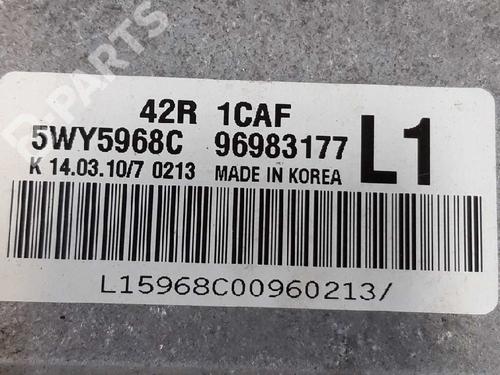 B-PARTS
42R 1CAF
5WY5968C 96983177 L1
K 14.03.10/7 0213 MADE IN KOREA
L15968C00960213/